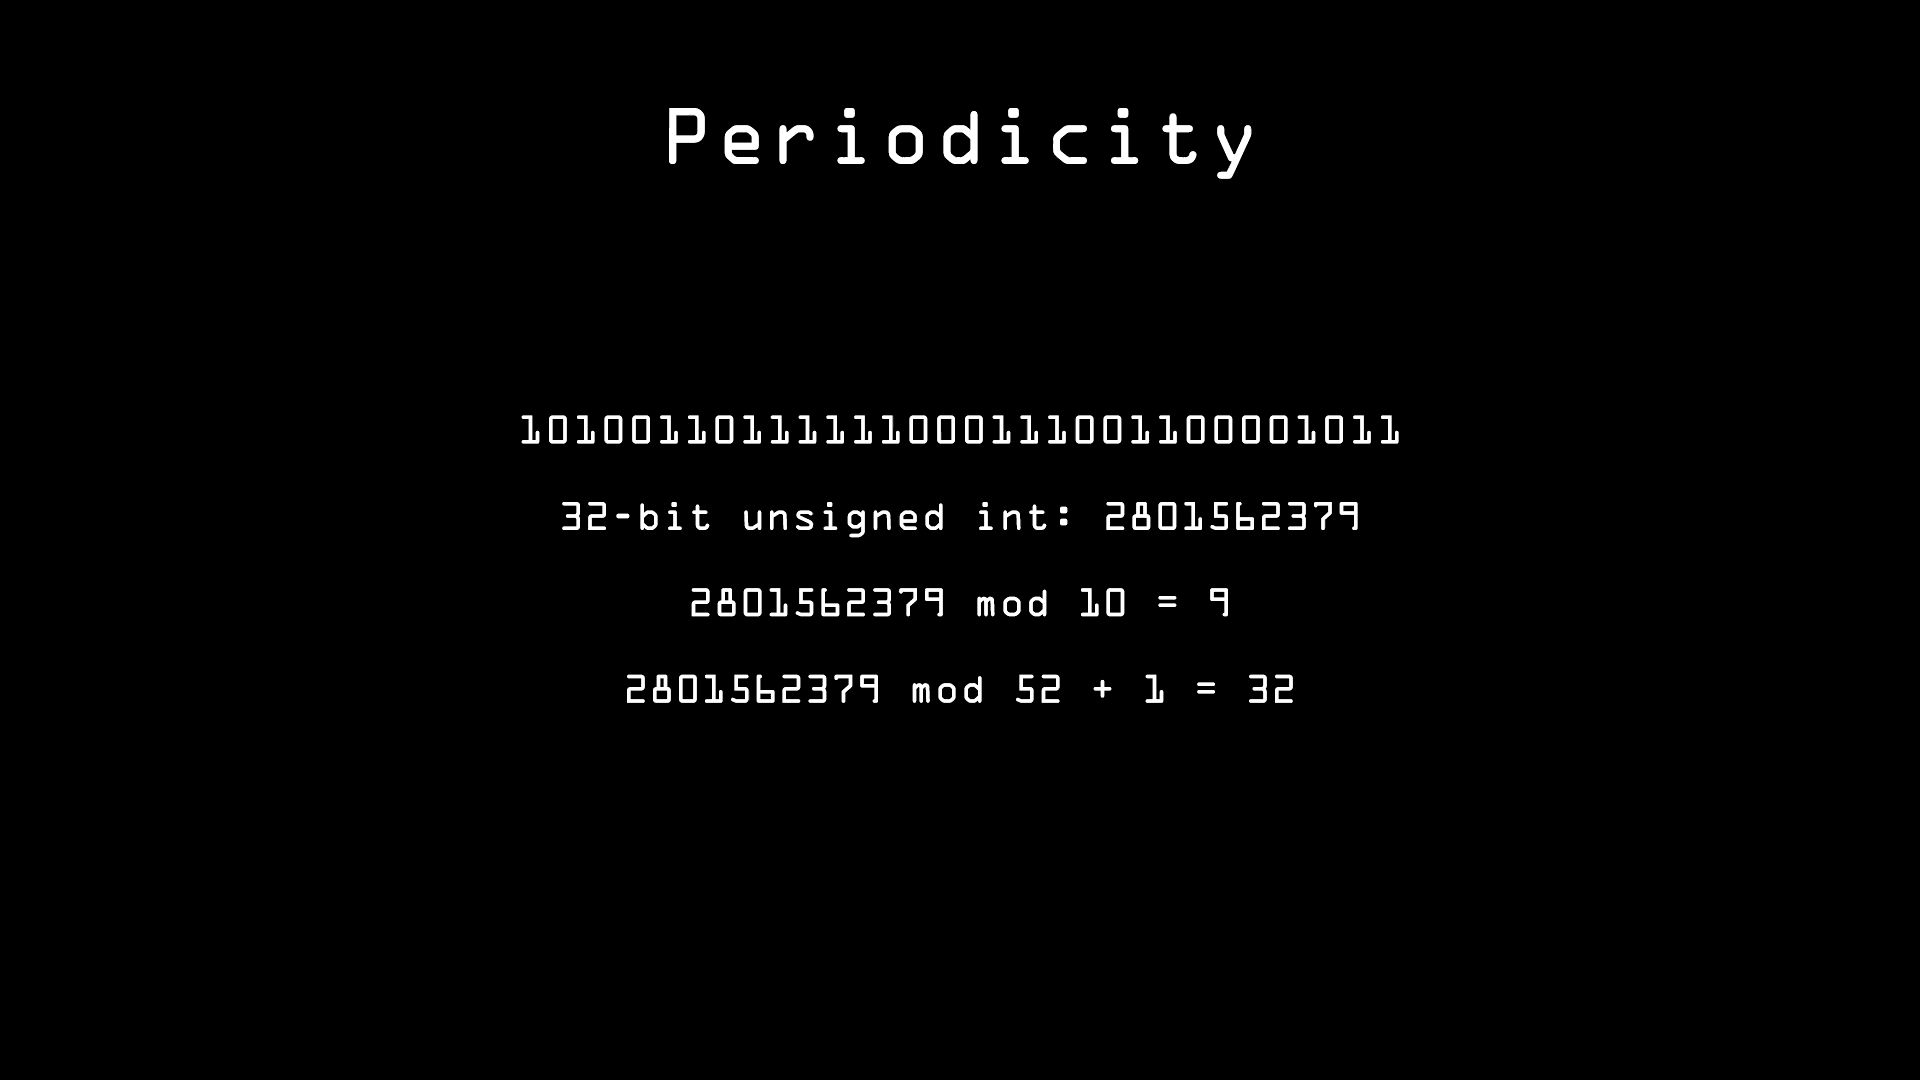 Periodicity
10100110111111000111001100001011
32-bit unsigned int: 2801562379
2801562379 mod 10 = 9
2801562379 mod 52 + 1 = 32